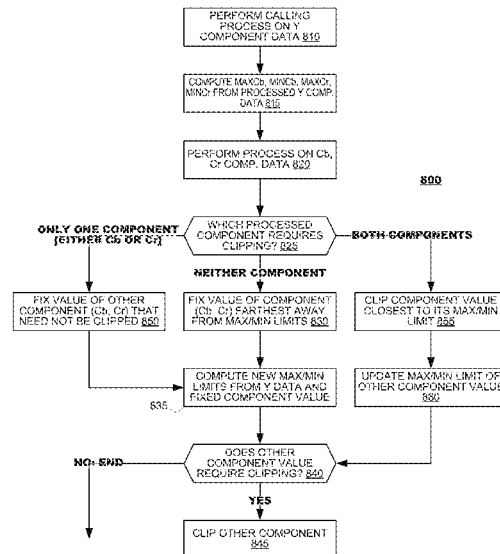 PERFORM CALLING
PROCESS ON Y
COMPONENT DATA 810
COMPUTE MAXCb, MINCb, MAXCr,
MINCr FROM PROCESSED Y COMP.
DATA 815
PERFORM PROCESS ON Cb,
Cr COMP. DATA 820
800
WHICH PROCESSED
COMPONENT REQUIRES
CLIPPING? 825
ONLY ONE COMPONENT
(EITHER Cb OR Cr)
NEITHER COMPONENT
BOTH COMPONENTS
FIX VALUE OF OTHER
COMPONENT (Cb, Cr) THAT
NEED NOT BE CLIPPED 850
FIX VALUE OF COMPONENT
(Cb, Cr) FARTHEST AWAY
FROM MAX/MIN LIMITS 830
CLIP COMPONENT VALUE
CLOSEST TO ITS MAX/MIN
LIMIT 855
COMPUTE NEW MAX/MIN
LIMITS FROM Y DATA AND
FIXED COMPONENT VALUE
835
UPDATE MAX/MIN LIMIT OF
OTHER COMPONENT VALUE
860
DOES OTHER
COMPONENT VALUE
REQUIRE CLIPPING? 840
NO: END
YES
CLIP OTHER COMPONENT
845